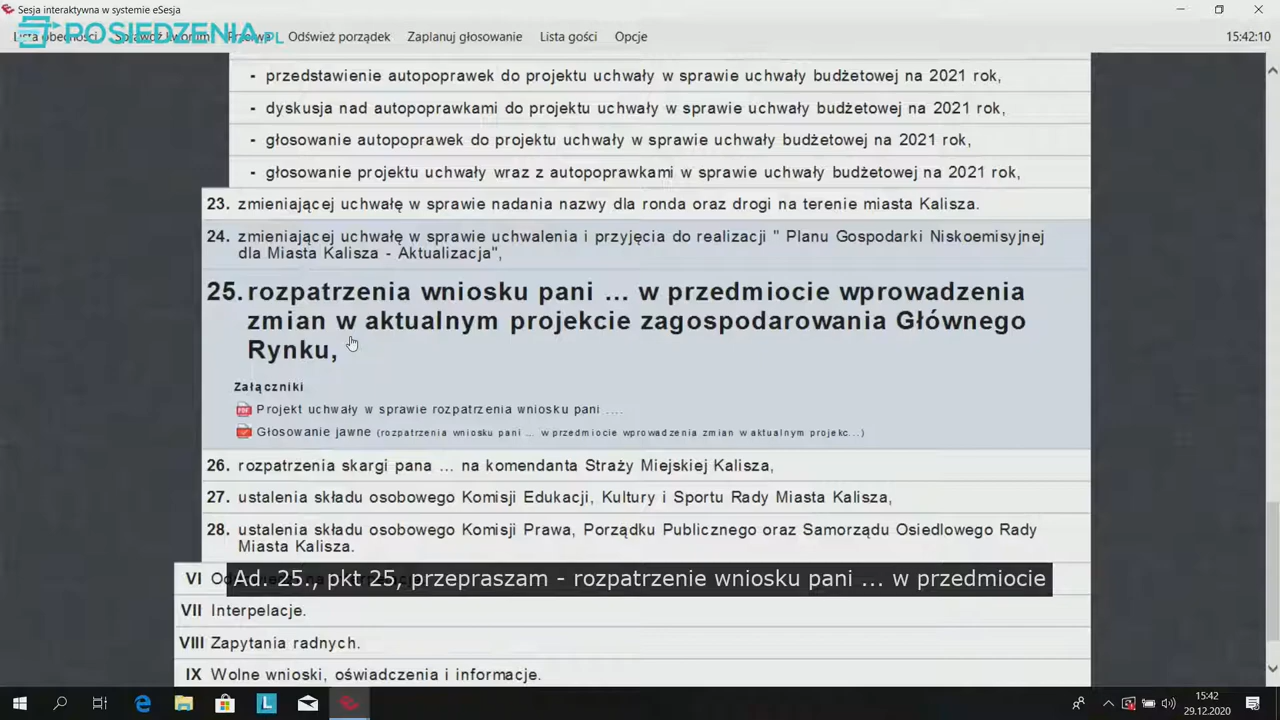 Sesja interaktywna w systemie eSesja
POSIEDZENIA.PL
Lista obecności Sprawdź kworum Przerwa Odśwież porządek Zaplanuj głosowanie Lista gości Opcje 15:42:10
- przedstawienie autopoprawek do projektu uchwały w sprawie uchwały budżetowej na 2021 rok,
- dyskusja nad autopoprawkami do projektu uchwały w sprawie uchwały budżetowej na 2021 rok,
- głosowanie autopoprawek do projektu uchwały w sprawie uchwały budżetowej na 2021 rok,
- głosowanie projektu uchwały wraz z autopoprawkami w sprawie uchwały budżetowej na 2021 rok,
23. zmieniającej uchwałę w sprawie nadania nazwy dla ronda oraz drogi na terenie miasta Kalisza.
24. zmieniającej uchwałę w sprawie uchwalenia i przyjęcia do realizacji " Planu Gospodarki Niskoemisyjnej
dla Miasta Kalisza - Aktualizacja",
25. rozpatrzenia wniosku pani ... w przedmiocie wprowadzenia
zmian w aktualnym projekcie zagospodarowania Głównego
Rynku,
Załączniki
Projekt uchwały w sprawie rozpatrzenia wniosku pani ....
Głosowanie jawne (rozpatrzenia wniosku pani ... w przedmiocie wprowadzenia zmian w aktualnym projekc...)
26. rozpatrzenia skargi pana ... na komendanta Straży Miejskiej Kalisza,
27. ustalenia składu osobowego Komisji Edukacji, Kultury i Sportu Rady Miasta Kalisza,
28. ustalenia składu osobowego Komisji Prawa, Porządku Publicznego oraz Samorządu Osiedlowego Rady
Miasta Kalisza.
VI
Ad. 25., pkt 25, przepraszam - rozpatrzenie wniosku pani ... w przedmiocie
VII Interpelacje.
VIII Zapytania radnych.
IX Wolne wnioski, oświadczenia i informacje.
15:42
29.12.2020